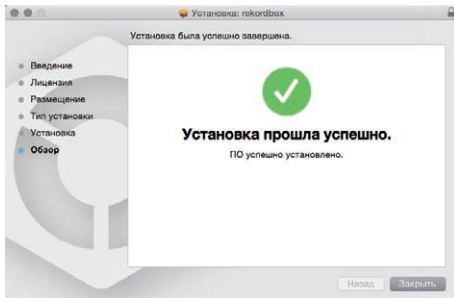 Установка: rekordbox
Установка была успешно завершена.
Введение
Лицензия
Размещение
Тип установки
Установка
Обзор
Установка прошла успешно.
ПО успешно установлено.
Назад
Закрыть